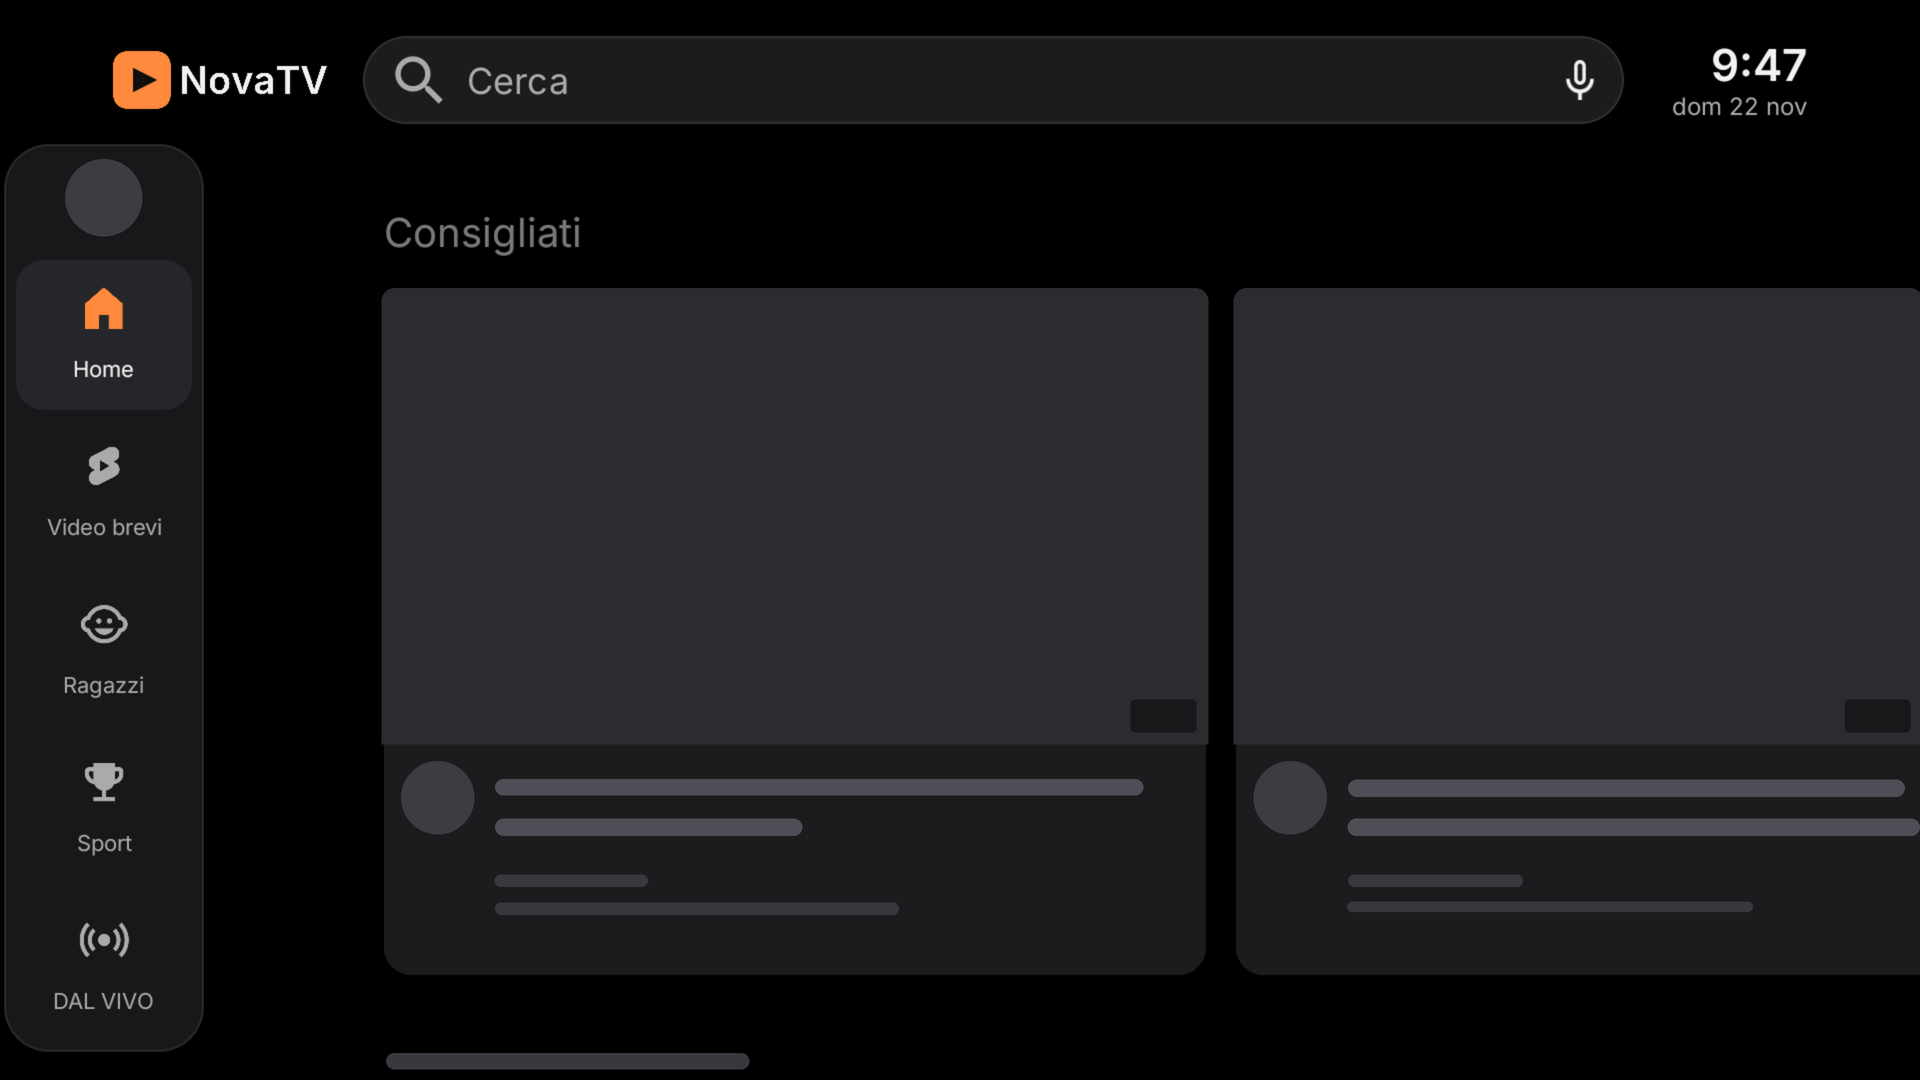 NovaTV
Cerca
9:47
dom 22 nov
Consigliati
Home
Video brevi
Ragazzi
Sport
DAL VIVO